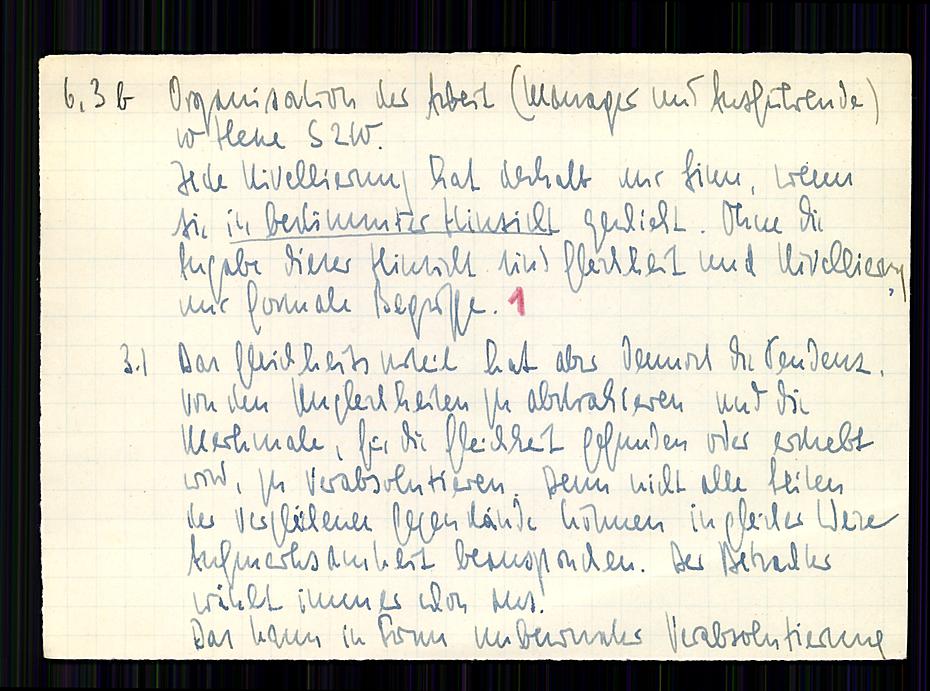 6,3b Organisation der Arbeit (Manager und Ausführende)
S 210.
Jede Nivellierung hat deshalb nur Sinn, wenn
sie in bestimmter Hinsicht geschieht. Ohne die
Angabe dieser Hinsicht sind Gleichheit und Nivellierung
nur formale Begriffe. 1
3.1 Das Gleichheitsurteil hat aber dennoch die Tendenz,
von den Ungleichheiten zu abstrahieren und die
Merkmale, für die Gleichheit gefunden oder erstrebt
wird, zu verabsolutieren. Denn nicht alle Seiten
der verglichenen Gegenstände können in gleicher Weise
Aufmerksamkeit beanspruchen. Der Betrachter
wählt immer schon aus.
Das kann in Form unbewusster Verabsolutierung